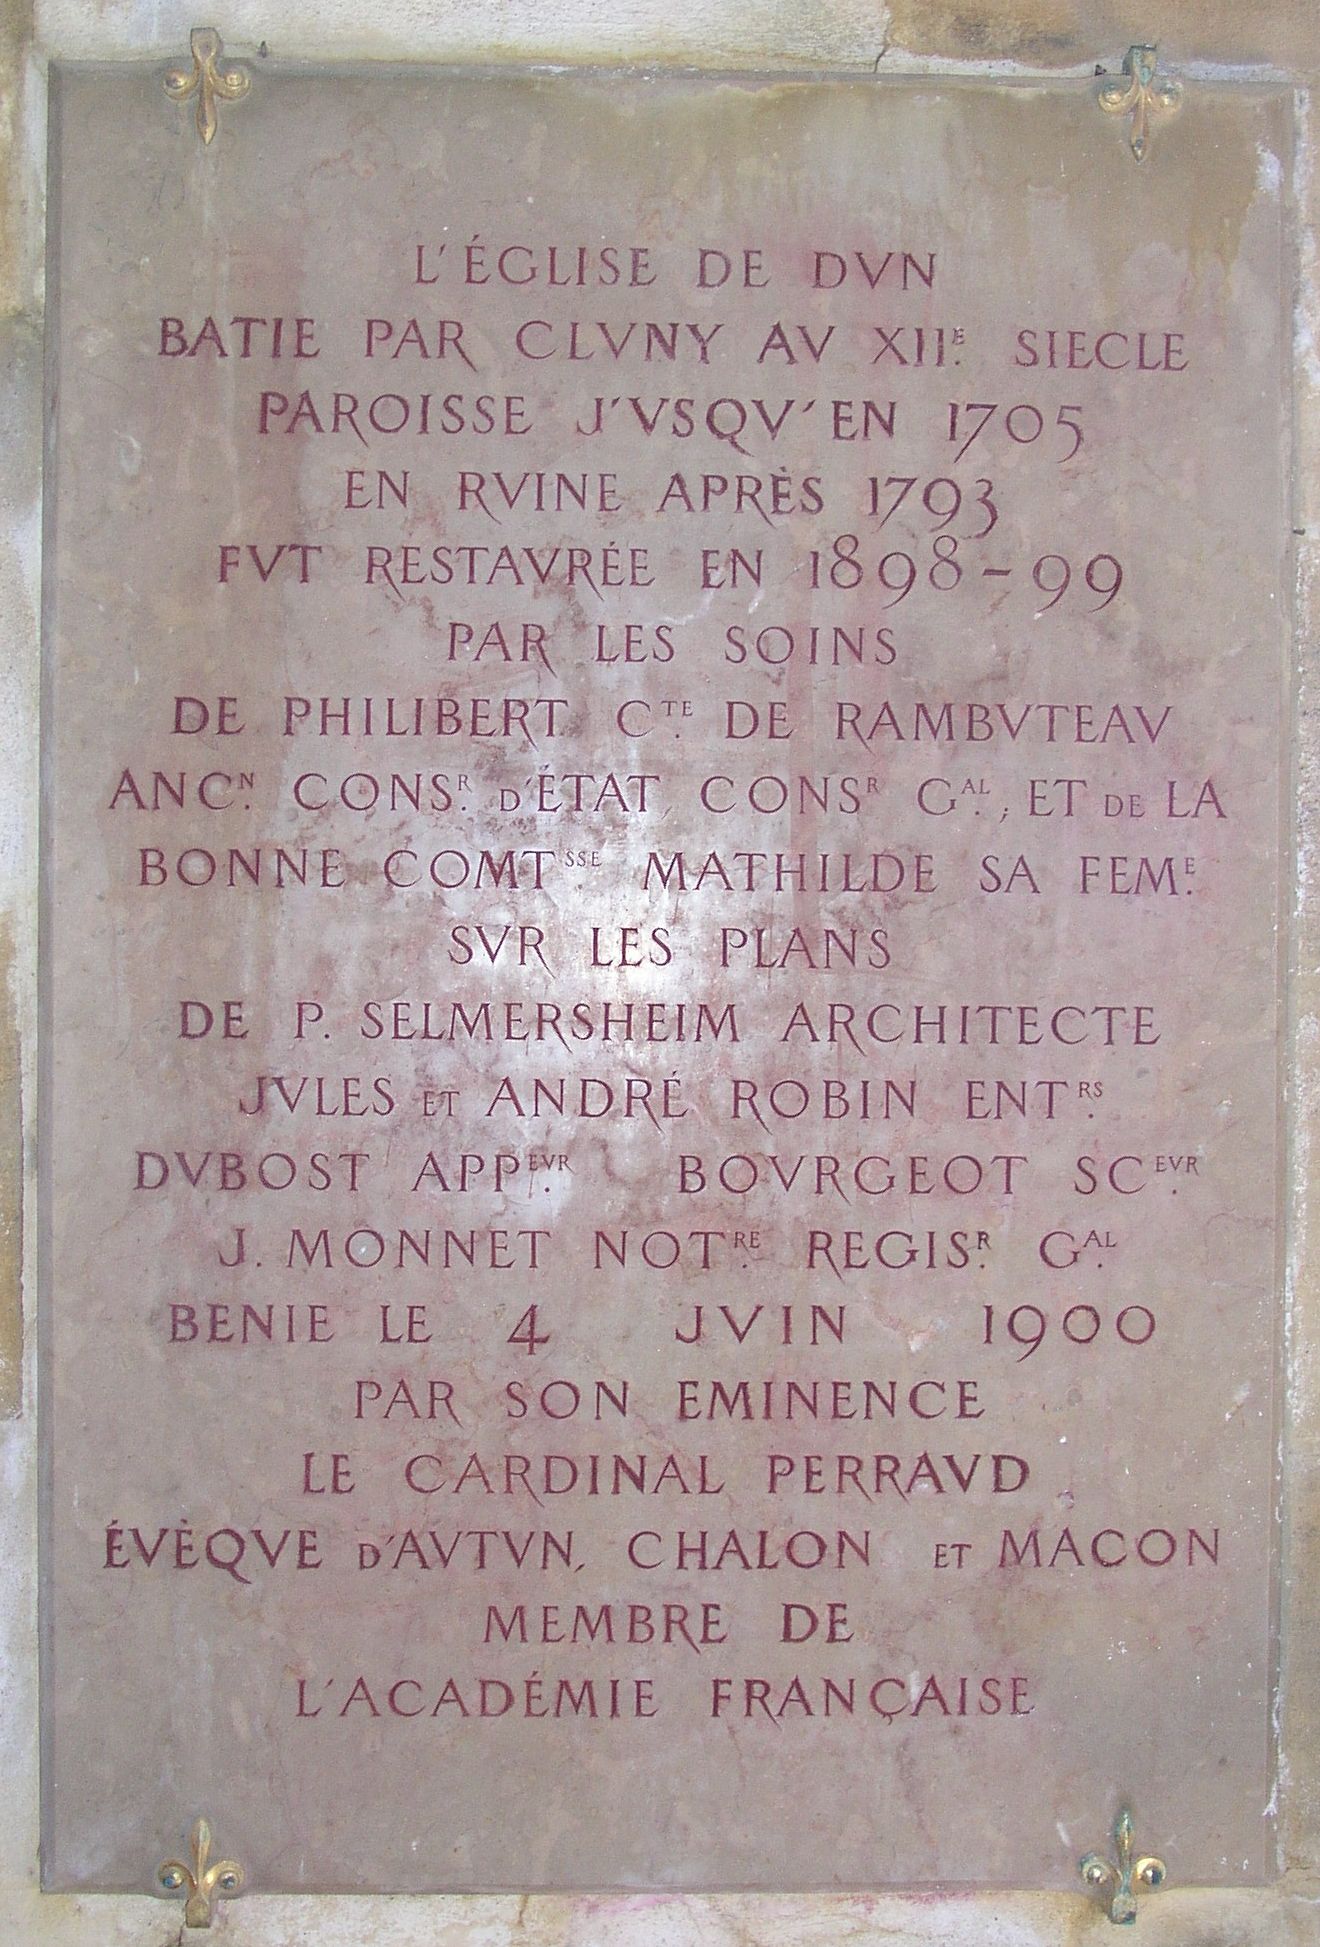 L'ÉGLISE DE DVN
BATIE PAR CLVNY AV XIIE. SIECLE
PAROISSE J'VSQV'EN 1705
EN RVINE APRÈS 1793
FVT RESTAVRÉE EN 1898-99
PAR LES SOINS
DE PHILIBERT CTE. DE RAMBVTEAV
ANCN. CONSR. D'ÉTAT, CONSR GAL., ET DE LA
BONNE COMTSSE. MATHILDE SA FEME.
SVR LES PLANS
DE P. SELMERSHEIM ARCHITECTE
JVLES ET ANDRÉ ROBIN ENTRS.
DVBOST APPEVR. BOVRGEOT SCEVR.
J. MONNET NOTRE. REGISR. GAL.
BENIE LE 4 JVIN 1900
PAR SON EMINENCE
LE CARDINAL PERRAVD
ÉVÈQVE D'AVTVN, CHALON ET MACON
MEMBRE DE
L'ACADÉMIE FRANÇAISE